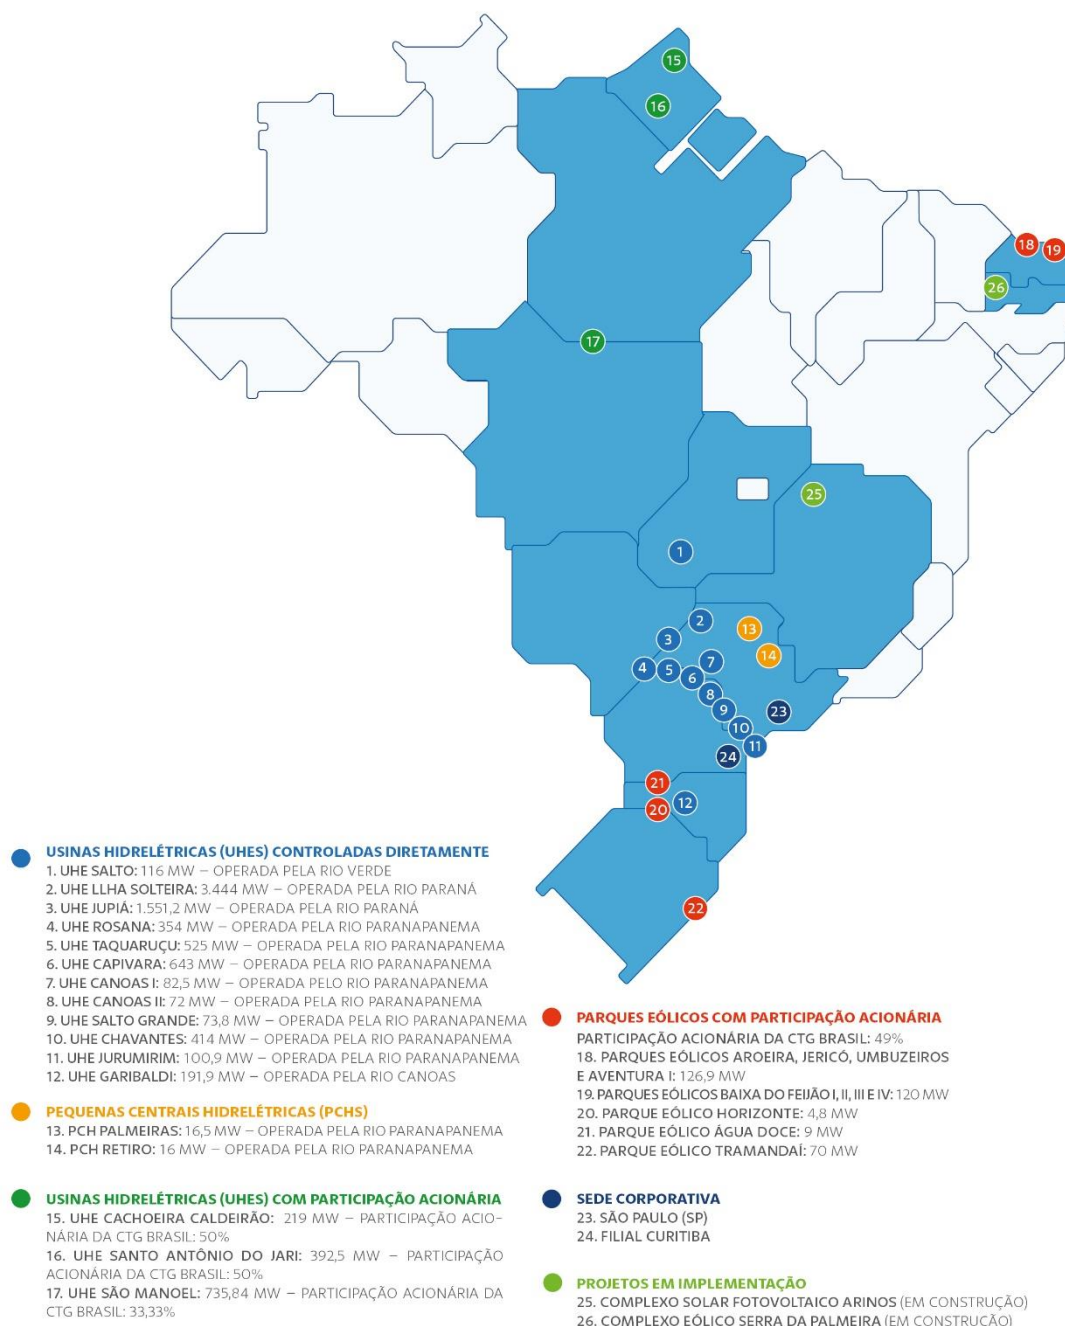 15
16
18
19
26
17
25
1
2
13
3
14
7
4
5
6
8
9
23
10
11
24
21
12
20
22
USINAS HIDRELÉTRICAS (UHES) CONTROLADAS DIRETAMENTE
1. UHE SALTO: 116 MW – OPERADA PELA RIO VERDE
2. UHE LLHA SOLTEIRA: 3.444 MW – OPERADA PELA RIO PARANÁ
3. UHE JUPIÁ: 1.551,2 MW – OPERADA PELA RIO PARANÁ
4. UHE ROSANA: 354 MW – OPERADA PELA RIO PARANAPANEMA
5. UHE TAQUARUÇU: 525 MW – OPERADA PELA RIO PARANAPANEMA
6. UHE CAPIVARA: 643 MW – OPERADA PELA RIO PARANAPANEMA
7. UHE CANOAS I: 82,5 MW – OPERADA PELO RIO PARANAPANEMA
8. UHE CANOAS II: 72 MW – OPERADA PELA RIO PARANAPANEMA
9. UHE SALTO GRANDE: 73,8 MW – OPERADA PELA RIO PARANAPANEMA
10. UHE CHAVANTES: 414 MW – OPERADA PELA RIO PARANAPANEMA
11. UHE JURUMIRIM: 100,9 MW – OPERADA PELA RIO PARANAPANEMA
12. UHE GARIBALDI: 191,9 MW – OPERADA PELA RIO CANOAS
PEQUENAS CENTRAIS HIDRELÉTRICAS (PCHS)
13. PCH PALMEIRAS: 16,5 MW – OPERADA PELA RIO PARANAPANEMA
14. PCH RETIRO: 16 MW – OPERADA PELA RIO PARANAPANEMA
USINAS HIDRELÉTRICAS (UHES) COM PARTICIPAÇÃO ACIONÁRIA
15. UHE CACHOEIRA CALDEIRÃO: 219 MW – PARTICIPAÇÃO ACIO-
NÁRIA DA CTG BRASIL: 50%
16. UHE SANTO ANTÔNIO DO JARI: 392,5 MW – PARTICIPAÇÃO
ACIONÁRIA DA CTG BRASIL: 50%
17. UHE SÃO MANOEL: 735,84 MW – PARTICIPAÇÃO ACIONÁRIA DA
CTG BRASIL: 33,33%
PARQUES EÓLICOS COM PARTICIPAÇÃO ACIONÁRIA
PARTICIPAÇÃO ACIONÁRIA DA CTG BRASIL: 49%
18. PARQUES EÓLICOS AROEIRA, JERICÓ, UMBUZEIROS
E AVENTURA I: 126,9 MW
19. PARQUES EÓLICOS BAIXA DO FEIJÃO I, II, III E IV: 120 MW
20. PARQUE EÓLICO HORIZONTE: 4,8 MW
21. PARQUE EÓLICO ÁGUA DOCE: 9 MW
22. PARQUE EÓLICO TRAMANDAÍ: 70 MW
SEDE CORPORATIVA
23. SÃO PAULO (SP)
24. FILIAL CURITIBA
PROJETOS EM IMPLEMENTAÇÃO
25. COMPLEXO SOLAR FOTOVOLTAICO ARINOS (EM CONSTRUÇÃO)
26. COMPLEXO EÓLICO SERRA DA PALMEIRA (EM CONSTRUÇÃO)